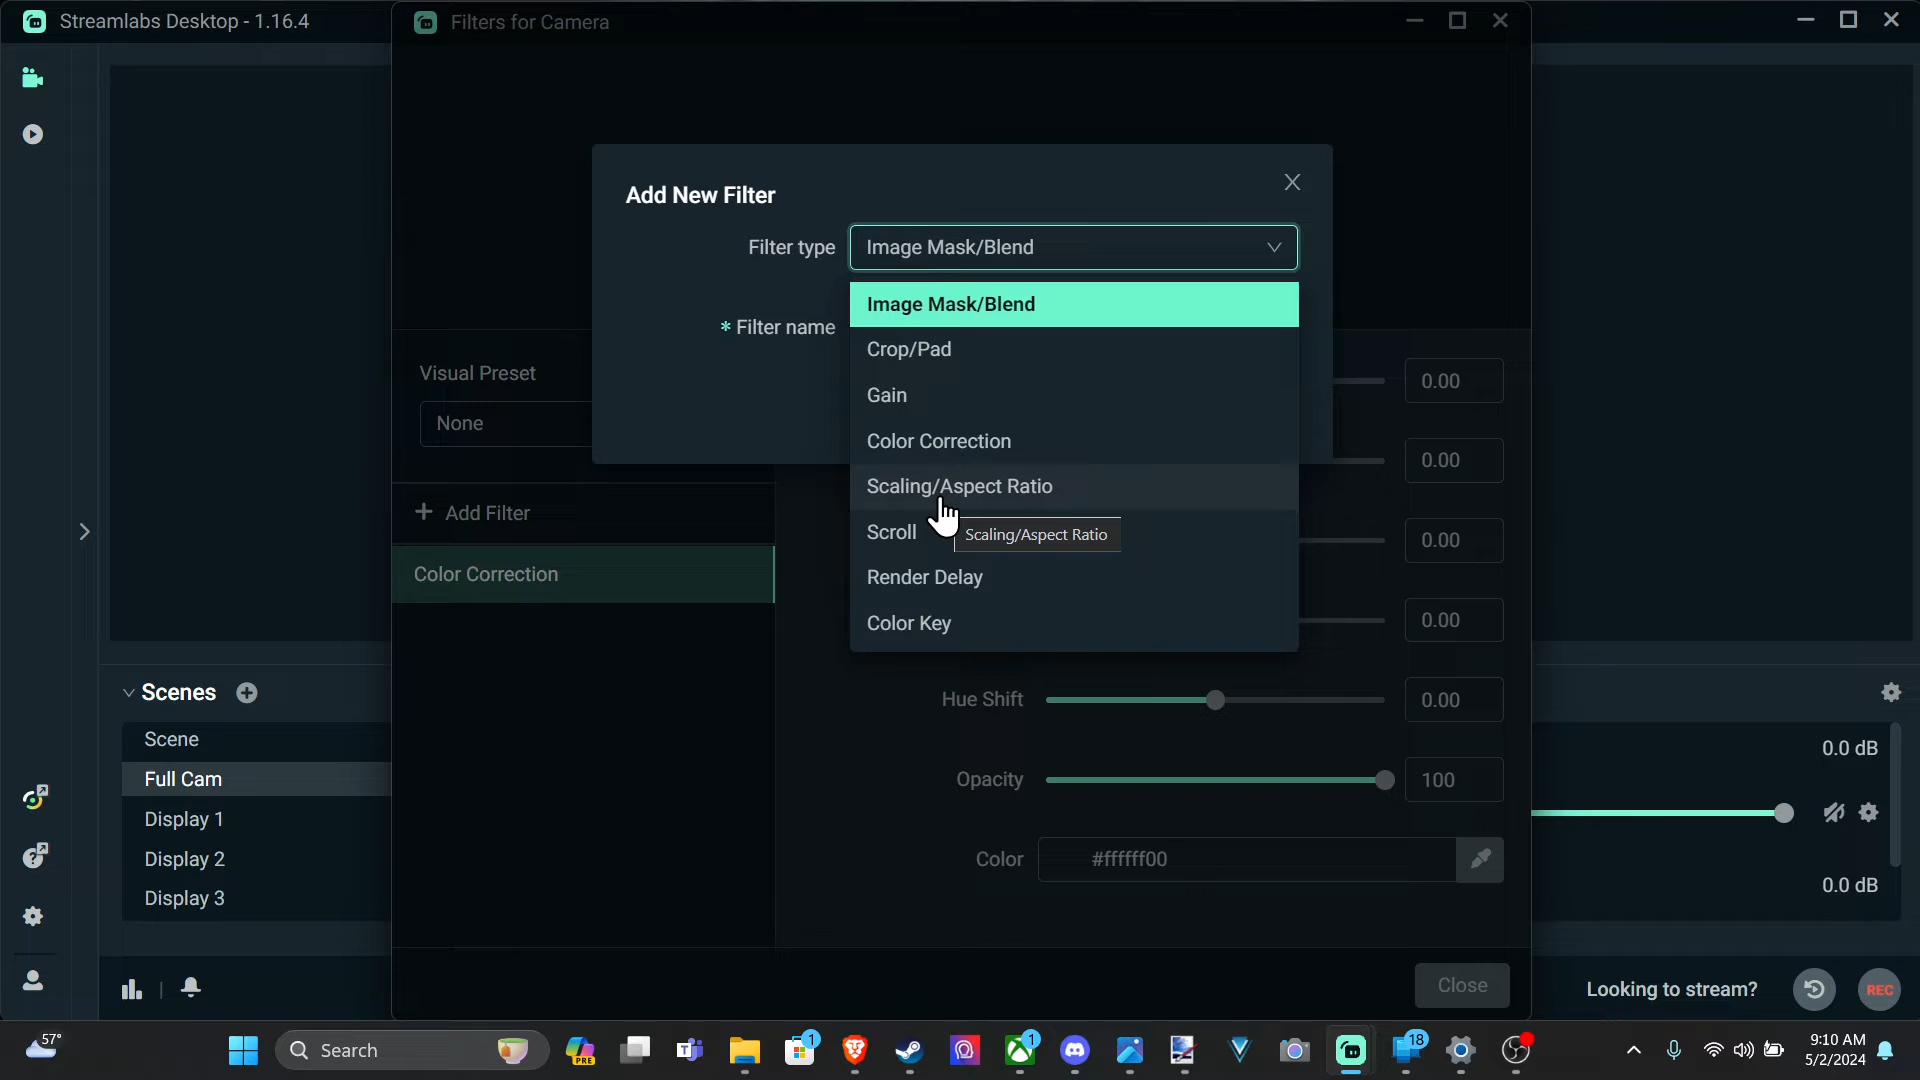 Streamlabs Desktop - 1.16.4
Filters for Camera
Add New Filter
Filter type
Image Mask/Blend
Image Mask/Blend
* Filter name
Crop/Pad
Gain
Color Correction
Scaling/Aspect Ratio
Scroll
Scaling/Aspect Ratio
Render Delay
Color Key
Visual Preset
None
+ Add Filter
Color Correction
0.00
0.00
0.00
0.00
Hue Shift
0.00
Opacity
100
Color
#ffffff00
Close
Scenes
Scene
Full Cam
Display 1
Display 2
Display 3
0.0 dB
0.0 dB
Looking to stream?
REC
57°
Search
PRE
1
1
18
9:10 AM
5/2/2024